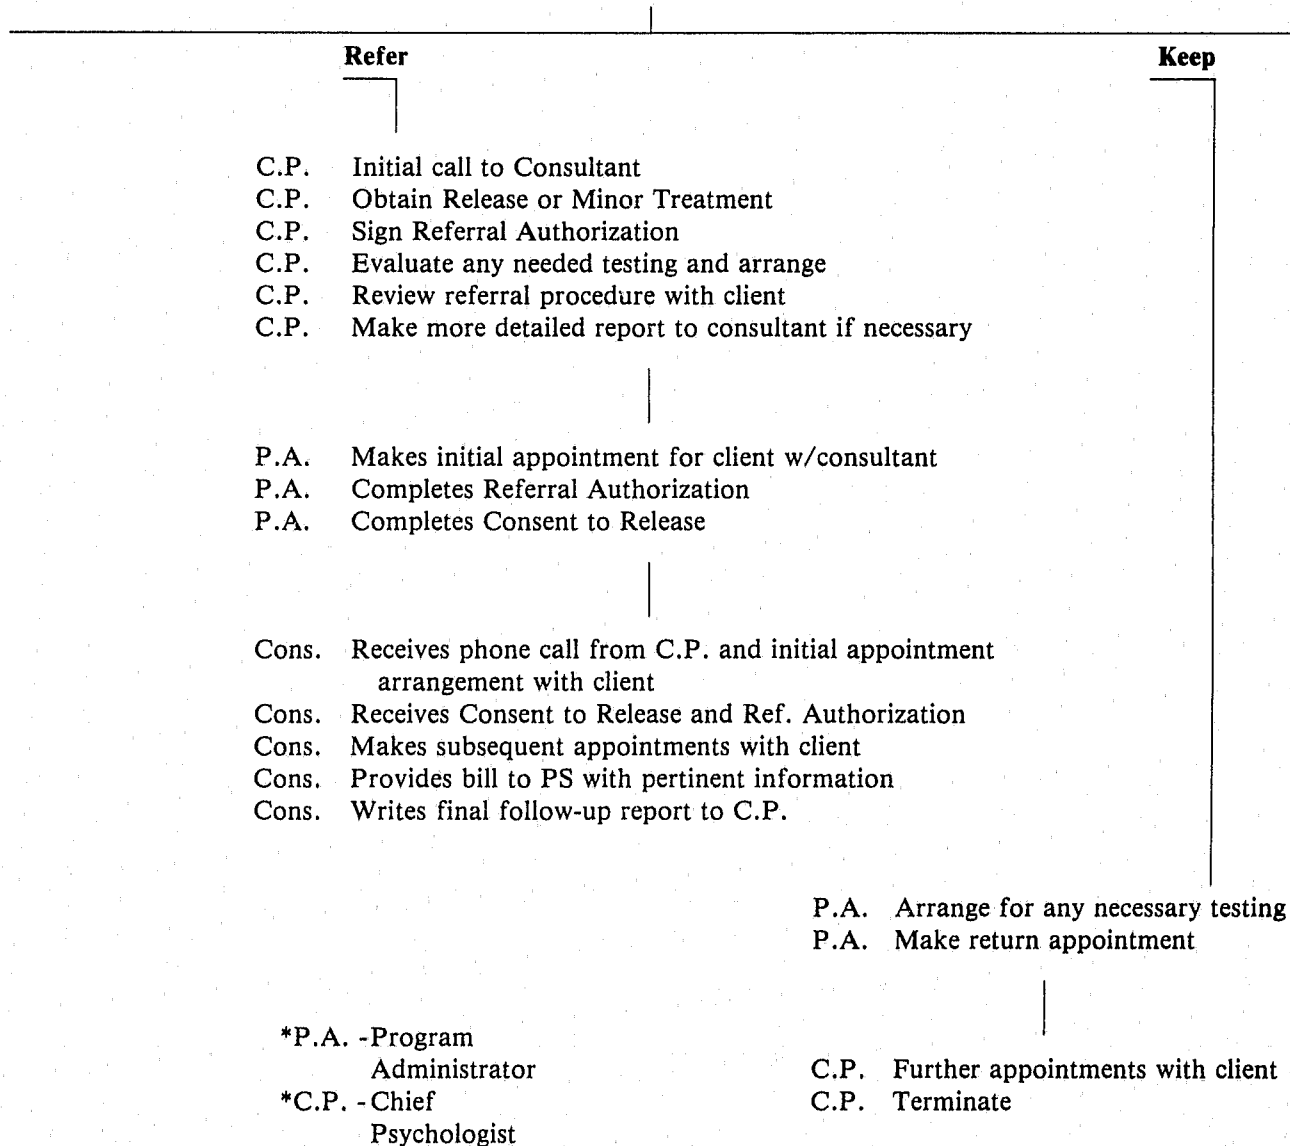 Refer
Keep
C.P. Initial call to Consultant
C.P. Obtain Release or Minor Treatment
C.P. Sign Referral Authorization
C.P. Evaluate any needed testing and arrange
C.P. Review referral procedure with client
C.P. Make more detailed report to consultant if necessary
P.A. Makes initial appointment for client w/consultant
P.A. Completes Referral Authorization
P.A. Completes Consent to Release
Cons. Receives phone call from C.P. and initial appointment
arrangement with client
Cons. Receives Consent to Release and Ref. Authorization
Cons. Makes subsequent appointments with client
Cons. Provides bill to PS with pertinent information
Cons. Writes final follow-up report to C.P.
P.A. Arrange for any necessary testing
P.A. Make return appointment
*P.A. -Program
Administrator
*C.P. -Chief
Psychologist
C.P. Further appointments with client
C.P. Terminate